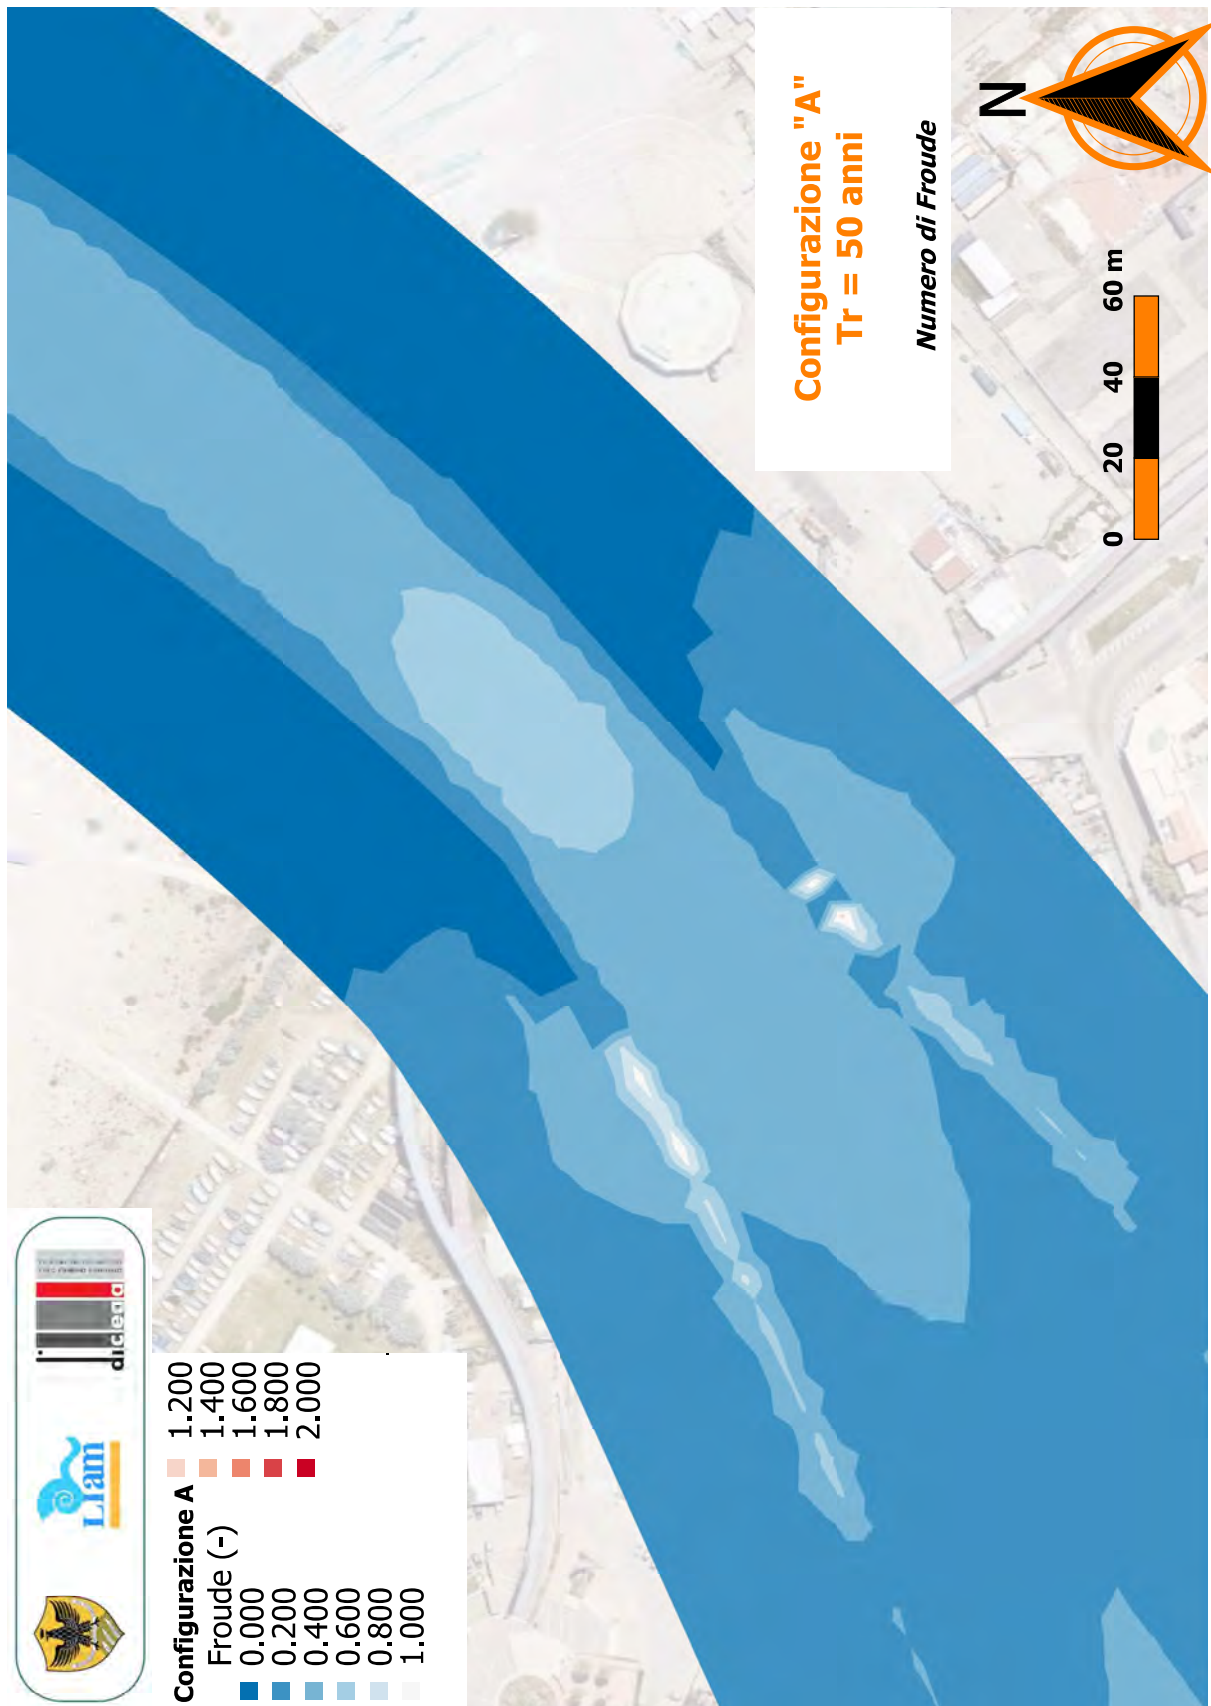 Configurazione "A"
Tr = 50 anni
Numero di Froude
N
0 20 40 60 m
LIam
dicea
Configurazione A
Froude (-)
0.000
0.200
0.400
0.600
0.800
1.000
1.200
1.400
1.600
1.800
2.000